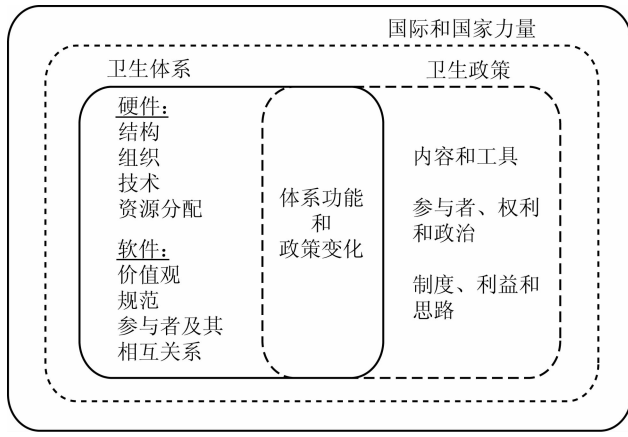 国际和国家力量
卫生体系
硬件：
结构
组织
技术
资源分配
软件：
价值观
规范
参与者及其
相互关系
体系功能
和
政策变化
卫生政策
内容和工具
参与者、权利
和政治
制度、利益和
思路